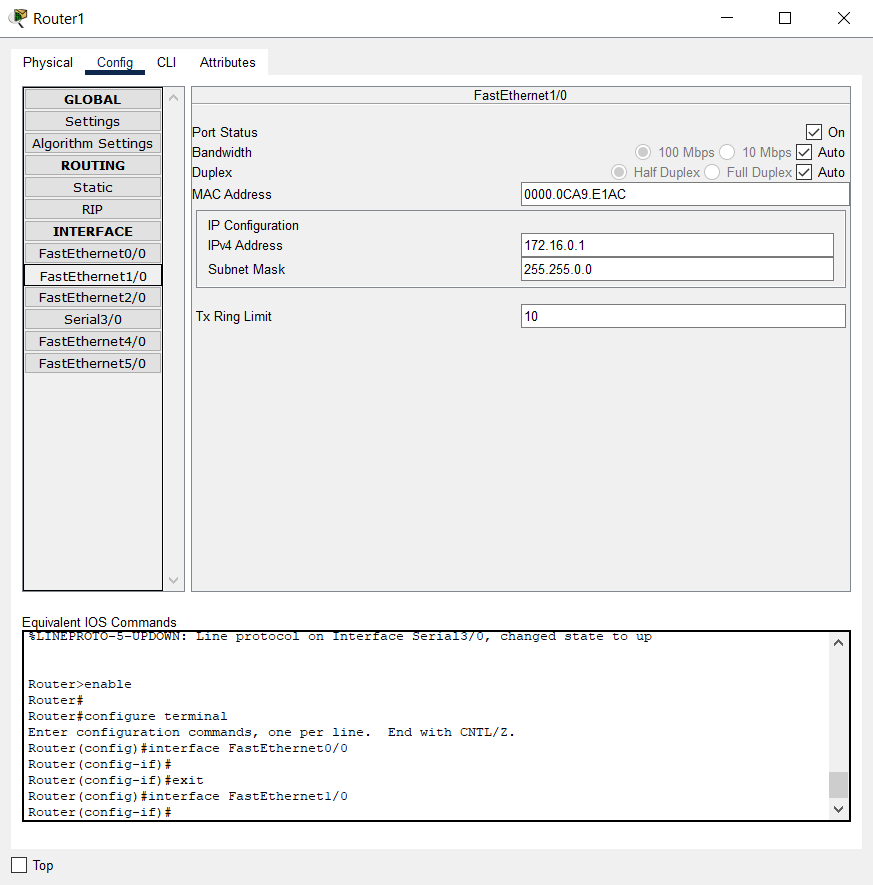 Router1
Physical Config CLI Attributes
GLOBAL
Settings
Algorithm Settings
ROUTING
Static
RIP
INTERFACE
FastEthernet0/0
FastEthernet1/0
FastEthernet2/0
Serial3/0
FastEthernet4/0
FastEthernet5/0
FastEthernet1/0
Port Status On
Bandwidth 100 Mbps 10 Mbps Auto
Duplex Half Duplex Full Duplex Auto
MAC Address 0000.0CA9.E1AC
IP Configuration
IPv4 Address 172.16.0.1
Subnet Mask 255.255.0.0
Tx Ring Limit 10
Equivalent IOS Commands
%LINEPROTO-5-UPDOWN: Line protocol on Interface Serial3/0, changed state to up
Router>enable
Router#
Router#configure terminal
Enter configuration commands, one per line. End with CNTL/Z.
Router(config)#interface FastEthernet0/0
Router(config-if)#
Router(config-if)#exit
Router(config)#interface FastEthernet1/0
Router(config-if)#
Top